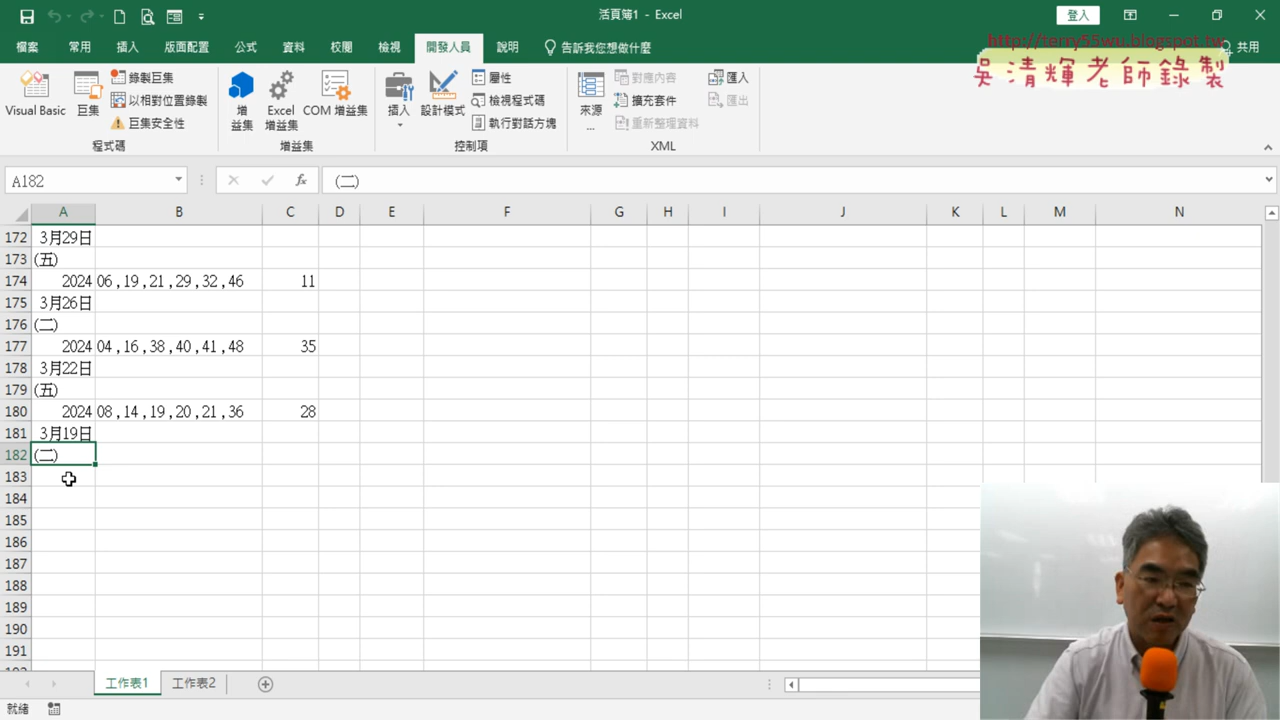 活頁簿1 - Excel
登入
檔案 常用 插入 版面配置 公式 資料 校閱 檢視 開發人員 說明 告訴我您想做什麼 共用
http://terry55wu.blogspot.tw
吳清輝老師錄製
Visual Basic
巨集
錄製巨集
以相對位置錄製
巨集安全性
程式碼
增益集
Excel 增益集
COM 增益集
增益集
插入
設計模式
屬性
檢視程式碼
執行對話方塊
控制項
來源...
對應內容
擴充套件
重新整理資料
匯入
匯出
XML
A182 fx (二)
A B C D E F G H I J K L M N
172 3月29日
173 (五)
174 2024 06 ,19 ,21 ,29 ,32 ,46 11
175 3月26日
176 (二)
177 2024 04 ,16 ,38 ,40 ,41 ,48 35
178 3月22日
179 (五)
180 2024 08 ,14 ,19 ,20 ,21 ,36 28
181 3月19日
182 (二)
183
184
185
186
187
188
189
190
191
工作表1 工作表2
就緒